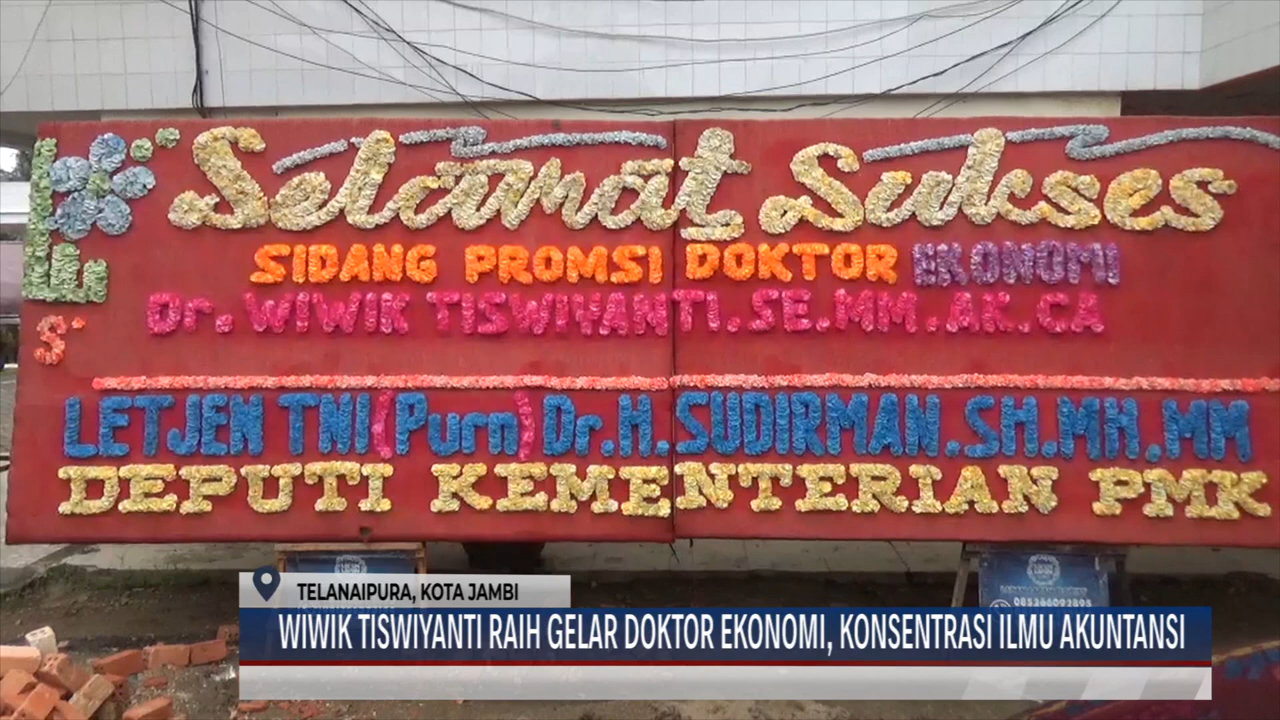 Selamat Sukses
SIDANG PROMSI DOKTOR EKONOMI
Dr. WIWIK TISWIYANTI.SE.MM.AK.CA
S.
LETJEN TNI (Purn) Dr.H.SUDIRMAN.SH.MH.MM
DEPUTI KEMENTERIAN PMK
TELANAIPURA, KOTA JAMBI
WIWIK TISWIYANTI RAIH GELAR DOKTOR EKONOMI, KONSENTRASI ILMU AKUNTANSI